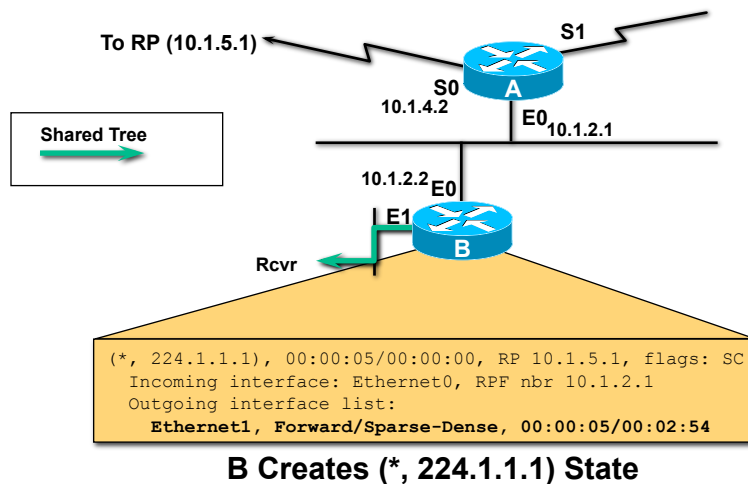 S1
To RP (10.1.5.1)
S0
A
10.1.4.2
E0
10.1.2.1
Shared Tree
10.1.2.2
E0
E1
B
Rcvr
(*, 224.1.1.1), 00:00:05/00:00:00, RP 10.1.5.1, flags: SC
Incoming interface: Ethernet0, RPF nbr 10.1.2.1
Outgoing interface list:
Ethernet1, Forward/Sparse-Dense, 00:00:05/00:02:54
B Creates (*, 224.1.1.1) State